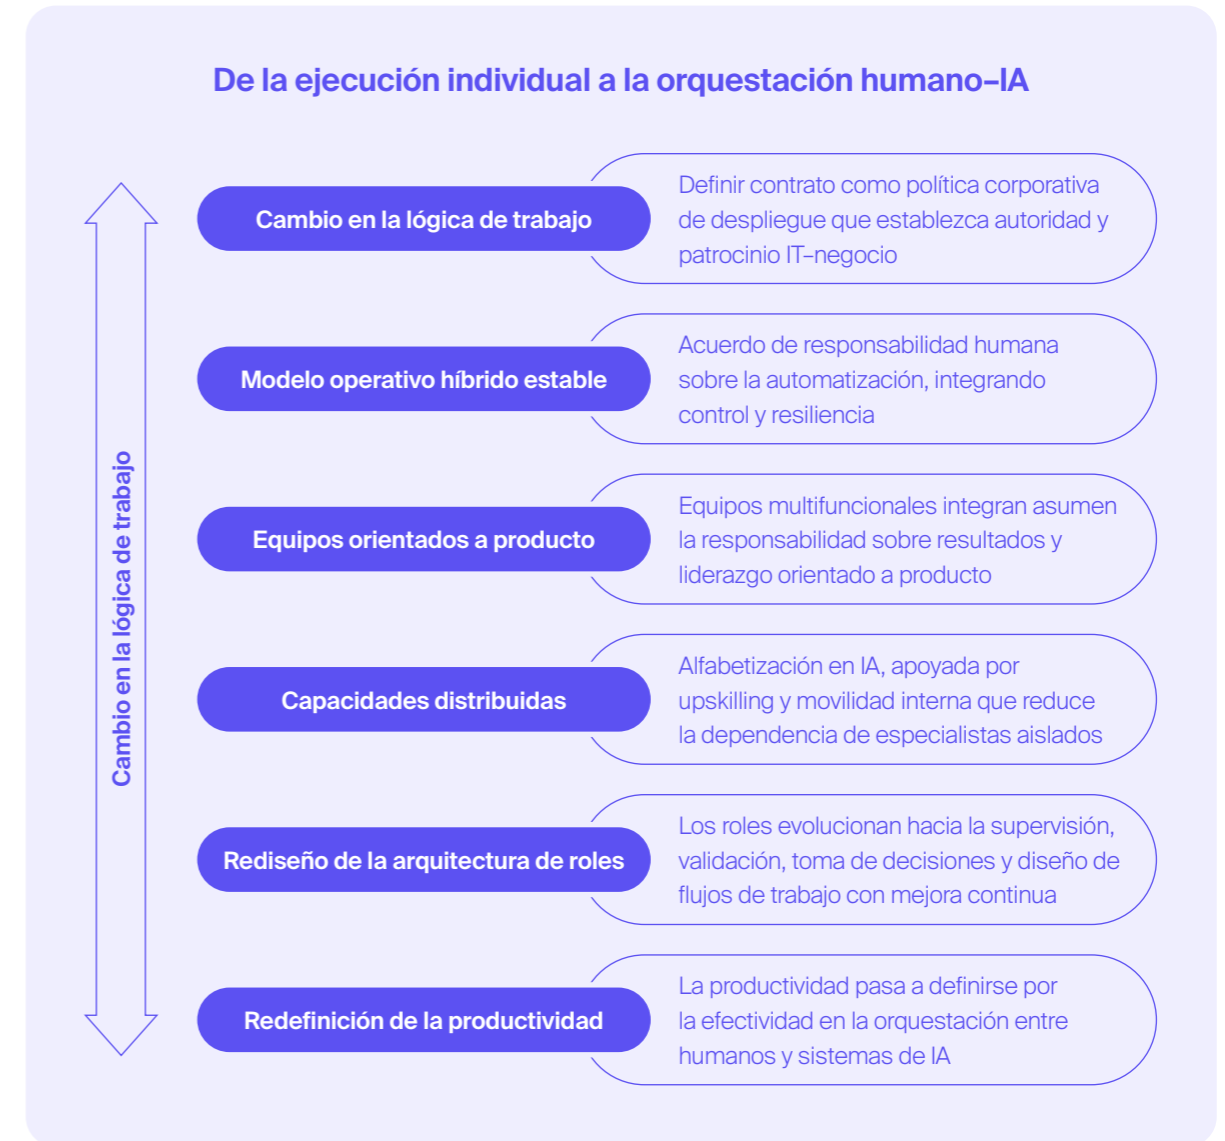 De la ejecución individual a la orquestación humano–IA
Cambio en la lógica de trabajo
Cambio en la lógica de trabajo
Definir contrato como política corporativa
de despliegue que establezca autoridad y
patrocinio IT–negocio
Modelo operativo híbrido estable
Acuerdo de responsabilidad humana
sobre la automatización, integrando
control y resiliencia
Equipos orientados a producto
Equipos multifuncionales integran asumen
la responsabilidad sobre resultados y
liderazgo orientado a producto
Capacidades distribuidas
Alfabetización en IA, apoyada por
upskilling y movilidad interna que reduce
la dependencia de especialistas aislados
Rediseño de la arquitectura de roles
Los roles evolucionan hacia la supervisión,
validación, toma de decisiones y diseño de
flujos de trabajo con mejora continua
Redefinición de la productividad
La productividad pasa a definirse por
la efectividad en la orquestación entre
humanos y sistemas de IA